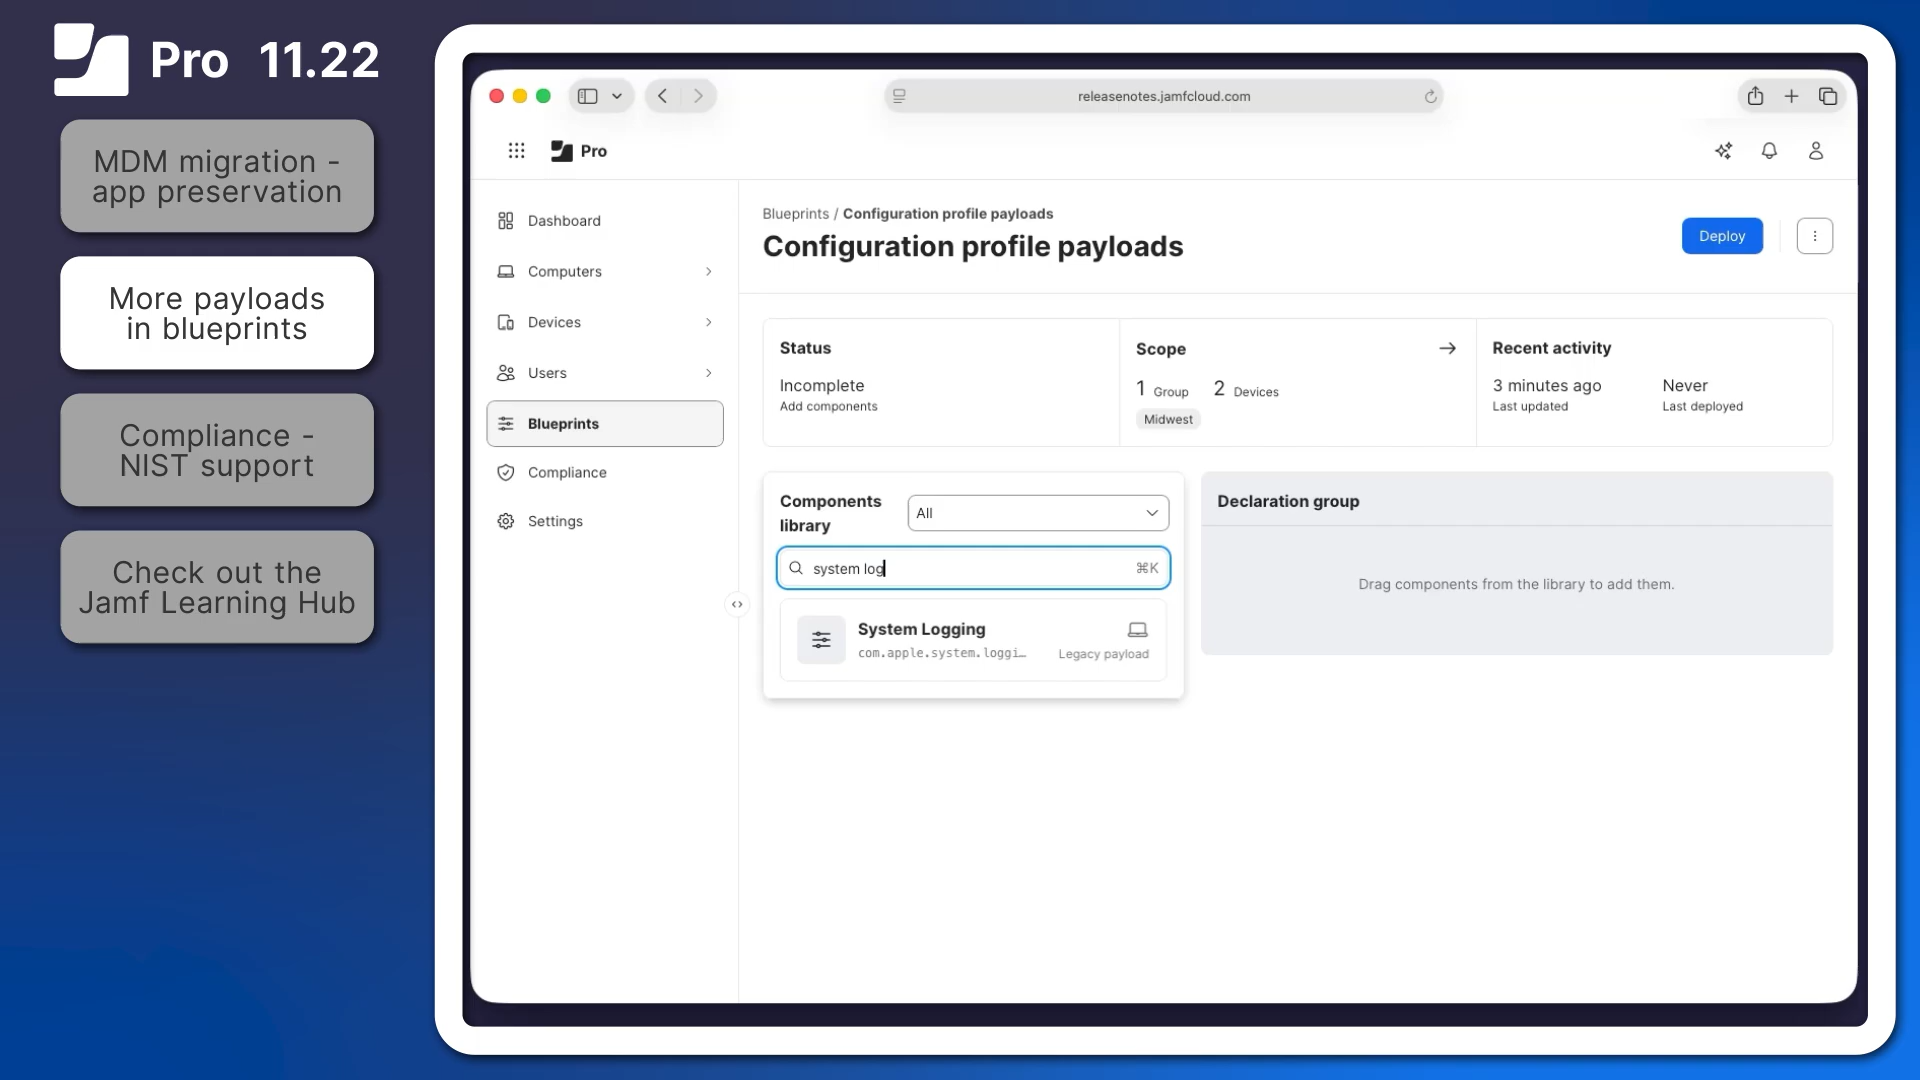 Pro 11.22
MDM migration -
app preservation
More payloads
in blueprints
Compliance -
NIST support
Check out the
Jamf Learning Hub
releasenotes.jamfcloud.com
Pro
Dashboard
Computers
Devices
Users
Blueprints
Compliance
Settings
Blueprints / Configuration profile payloads
Configuration profile payloads
Deploy
Status
Incomplete
Add components
Scope
1 Group 2 Devices
Midwest
Recent activity
3 minutes ago
Last updated
Never
Last deployed
Components
library
All
system log
⌘K
System Logging
com.apple.system.loggi…
Legacy payload
Declaration group
Drag components from the library to add them.